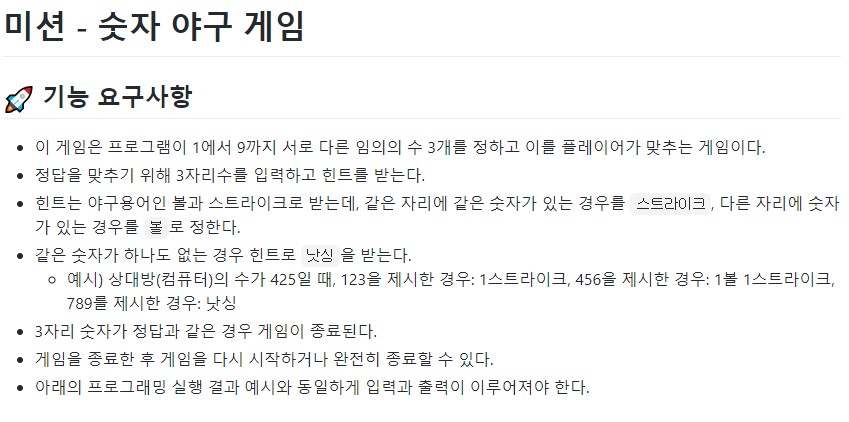 미션 - 숫자 야구 게임
기능 요구사항
이 게임은 프로그램이 1에서 9까지 서로 다른 임의의 수 3개를 정하고 이를 플레이어가 맞추는 게임이다.
정답을 맞추기 위해 3자리수를 입력하고 힌트를 받는다.
힌트는 야구용어인 볼과 스트라이크로 받는데, 같은 자리에 같은 숫자가 있는 경우를 스트라이크, 다른 자리에 숫자
가 있는 경우를 볼로 정한다.
같은 숫자가 하나도 없는 경우 힌트로 낫싱을 받는다.
예시) 상대방(컴퓨터)의 수가 425일 때, 123을 제시한 경우: 1스트라이크, 456을 제시한 경우: 1볼 1스트라이크,
789를 제시한 경우: 낫싱
3자리 숫자가 정답과 같은 경우 게임이 종료된다.
게임을 종료한 후 게임을 다시 시작하거나 완전히 종료할 수 있다.
아래의 프로그래밍 실행 결과 예시와 동일하게 입력과 출력이 이루어져야 한다.